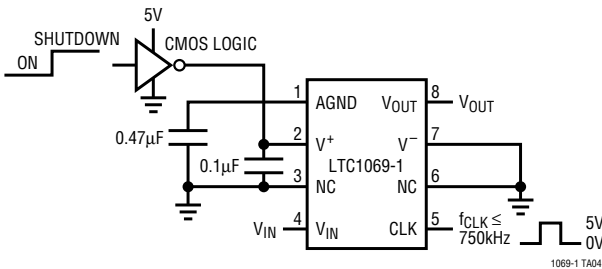 5V
SHUTDOWN
ON
CMOS LOGIC
1
AGND
VOUT
8
VOUT
0.47µF
2
V+
V−
7
0.1µF
LTC1069-1
3
NC
NC
6
VIN
4
VIN
CLK
5
fCLK ≤
750kHz
5V
0V
1069-1 TA04